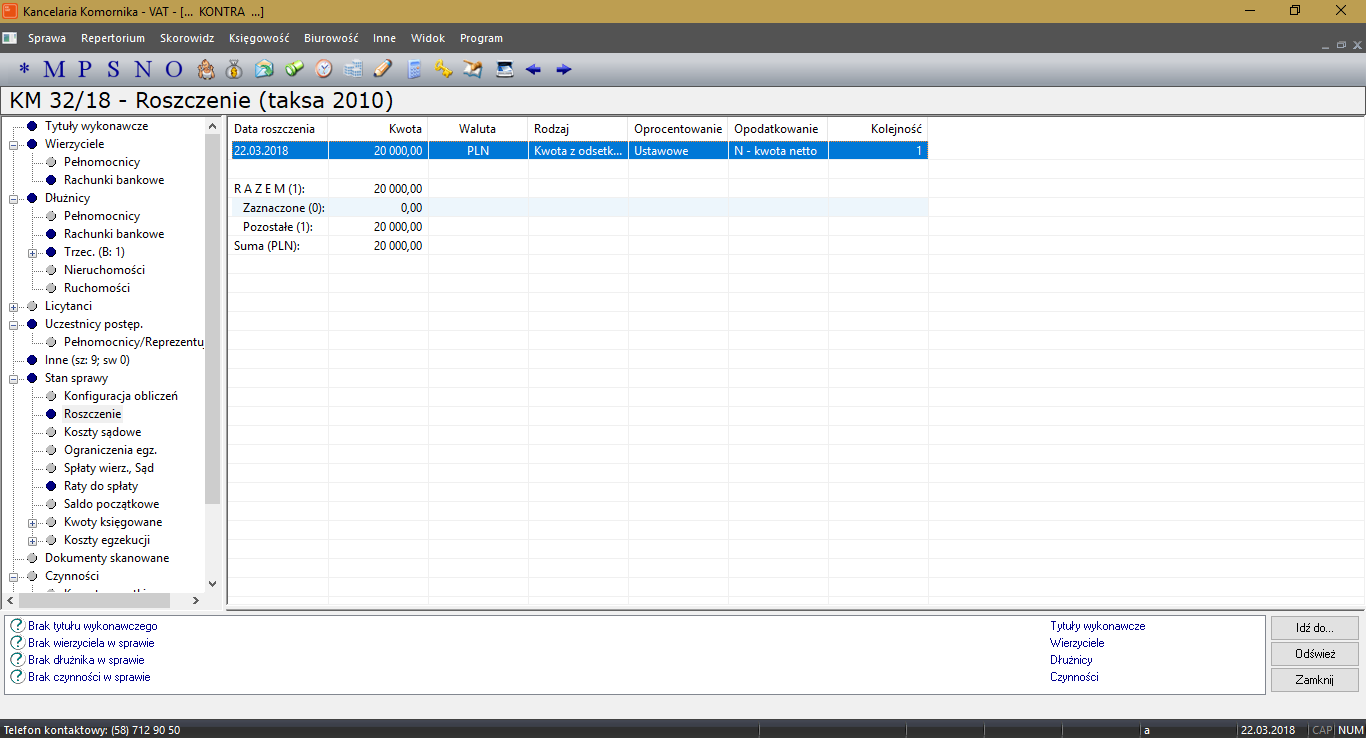 Kancelaria Komornika - VAT - [... KONTRA ...]
Sprawa Repertorium Skorowidz Księgowość Biurowość Inne Widok Program
* M P S N O
KM 32/18 - Roszczenie (taksa 2010)
Tytuły wykonawcze
Wierzyciele
Pełnomocnicy
Rachunki bankowe
Dłużnicy
Pełnomocnicy
Rachunki bankowe
Trzec. (B: 1)
Nieruchomości
Ruchomości
Licytanci
Uczestnicy postęp.
Pełnomocnicy/Reprezentuj
Inne (sz: 9; sw 0)
Stan sprawy
Konfiguracja obliczeń
Roszczenie
Koszty sądowe
Ograniczenia egz.
Spłaty wierz., Sąd
Raty do spłaty
Saldo początkowe
Kwoty księgowane
Koszty egzekucji
Dokumenty skanowane
Czynności
Data roszczenia Kwota Waluta Rodzaj Oprocentowanie Opodatkowanie Kolejność
22.03.2018 20 000,00 PLN Kwota z odsetk... Ustawowe N - kwota netto 1
R A Z E M (1): 20 000,00
Zaznaczone (0): 0,00
Pozostałe (1): 20 000,00
Suma (PLN): 20 000,00
Brak tytułu wykonawczego Tytuły wykonawcze
Brak wierzyciela w sprawie Wierzyciele
Brak dłużnika w sprawie Dłużnicy
Brak czynności w sprawie Czynności
Idź do...
Odśwież
Zamknij
Telefon kontaktowy: (58) 712 90 50 a 22.03.2018 CAP NUM